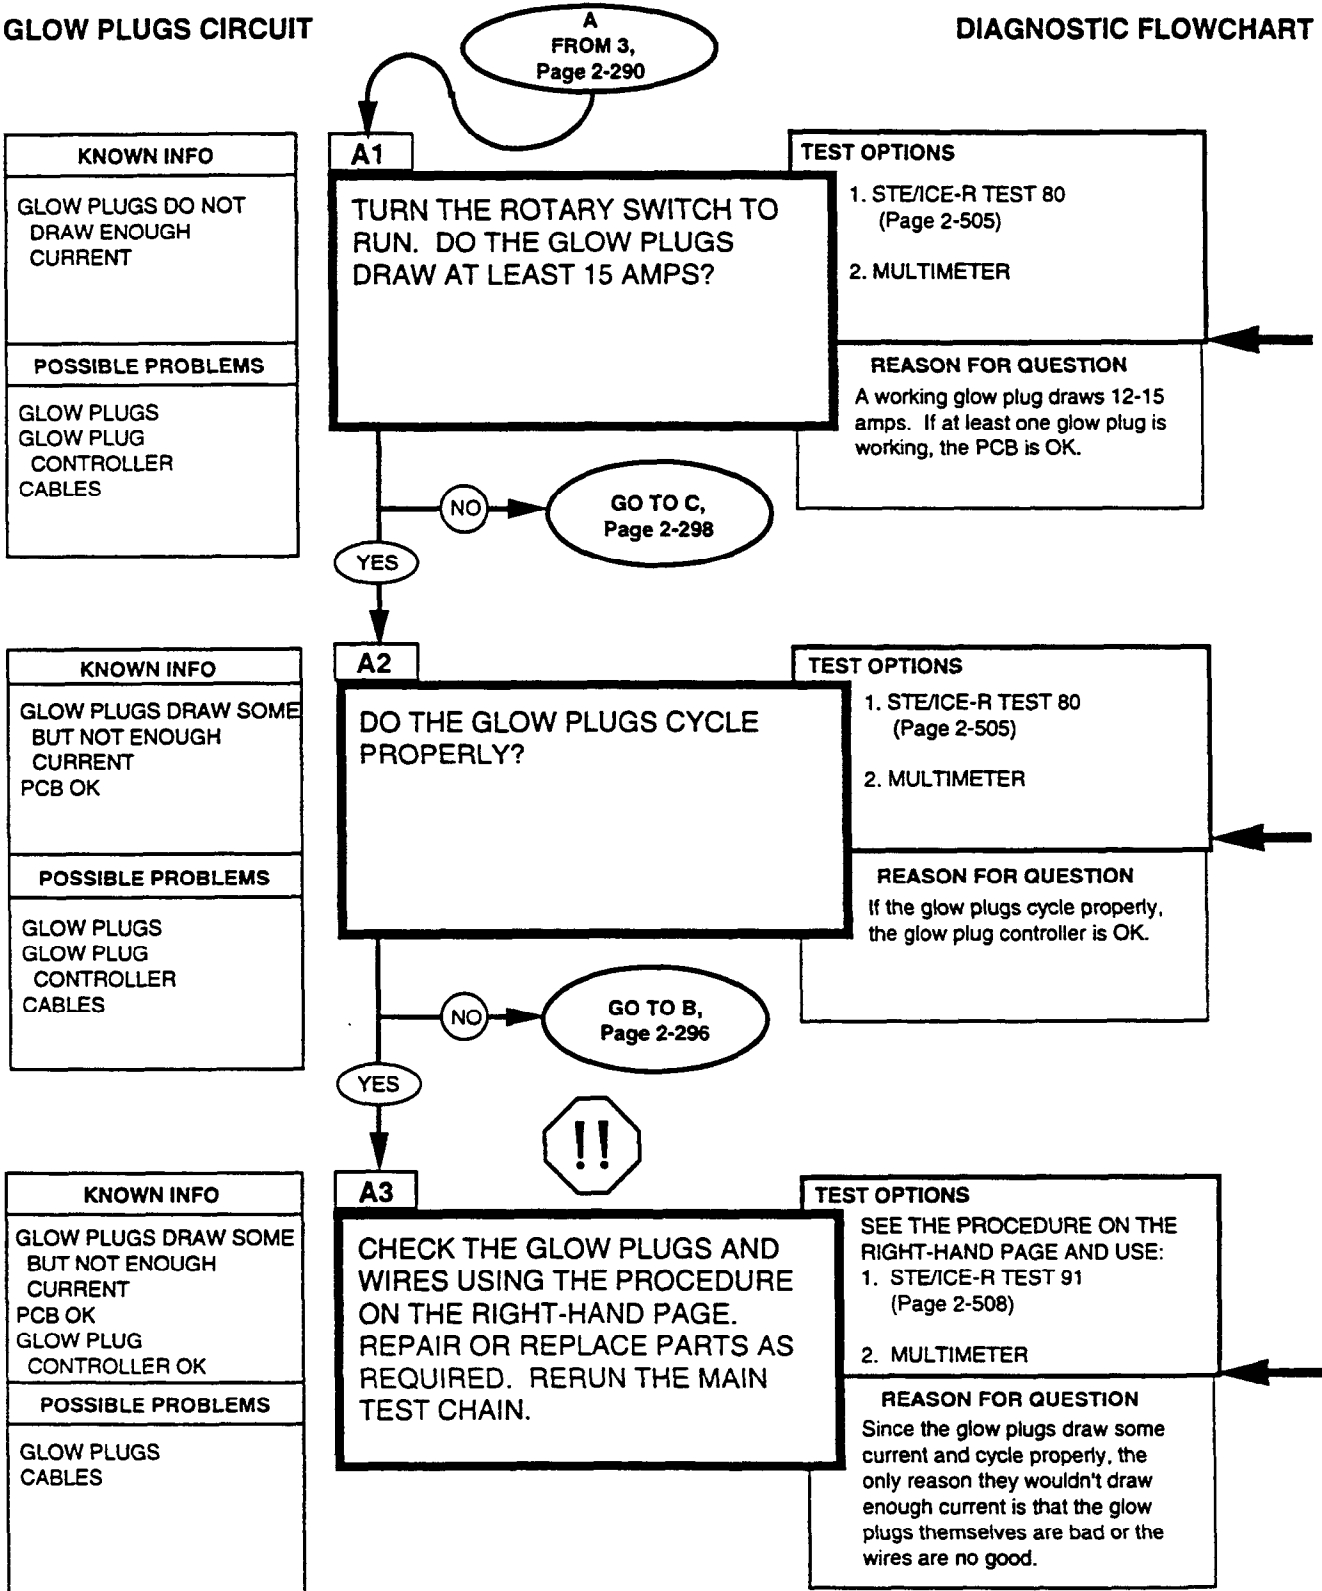 GLOW PLUGS CIRCUIT
DIAGNOSTIC FLOWCHART
A
FROM 3,
Page 2-290
KNOWN INFO
GLOW PLUGS DO NOT
DRAW ENOUGH
CURRENT
POSSIBLE PROBLEMS
GLOW PLUGS
GLOW PLUG
CONTROLLER
CABLES
A1
TURN THE ROTARY SWITCH TO
RUN. DO THE GLOW PLUGS
DRAW AT LEAST 15 AMPS?
TEST OPTIONS
1. STE/ICE-R TEST 80
(Page 2-505)
2. MULTIMETER
REASON FOR QUESTION
A working glow plug draws 12-15
amps. If at least one glow plug is
working, the PCB is OK.
NO
GO TO C,
Page 2-298
YES
KNOWN INFO
GLOW PLUGS DRAW SOME
BUT NOT ENOUGH
CURRENT
PCB OK
POSSIBLE PROBLEMS
GLOW PLUGS
GLOW PLUG
CONTROLLER
CABLES
A2
DO THE GLOW PLUGS CYCLE
PROPERLY?
TEST OPTIONS
1. STE/ICE-R TEST 80
(Page 2-505)
2. MULTIMETER
REASON FOR QUESTION
If the glow plugs cycle properly,
the glow plug controller is OK.
NO
GO TO B,
Page 2-296
YES
!!
KNOWN INFO
GLOW PLUGS DRAW SOME
BUT NOT ENOUGH
CURRENT
PCB OK
GLOW PLUG
CONTROLLER OK
POSSIBLE PROBLEMS
GLOW PLUGS
CABLES
A3
CHECK THE GLOW PLUGS AND
WIRES USING THE PROCEDURE
ON THE RIGHT-HAND PAGE.
REPAIR OR REPLACE PARTS AS
REQUIRED. RERUN THE MAIN
TEST CHAIN.
TEST OPTIONS
SEE THE PROCEDURE ON THE
RIGHT-HAND PAGE AND USE:
1. STE/ICE-R TEST 91
(Page 2-508)
2. MULTIMETER
REASON FOR QUESTION
Since the glow plugs draw some
current and cycle properly, the
only reason they wouldn't draw
enough current is that the glow
plugs themselves are bad or the
wires are no good.